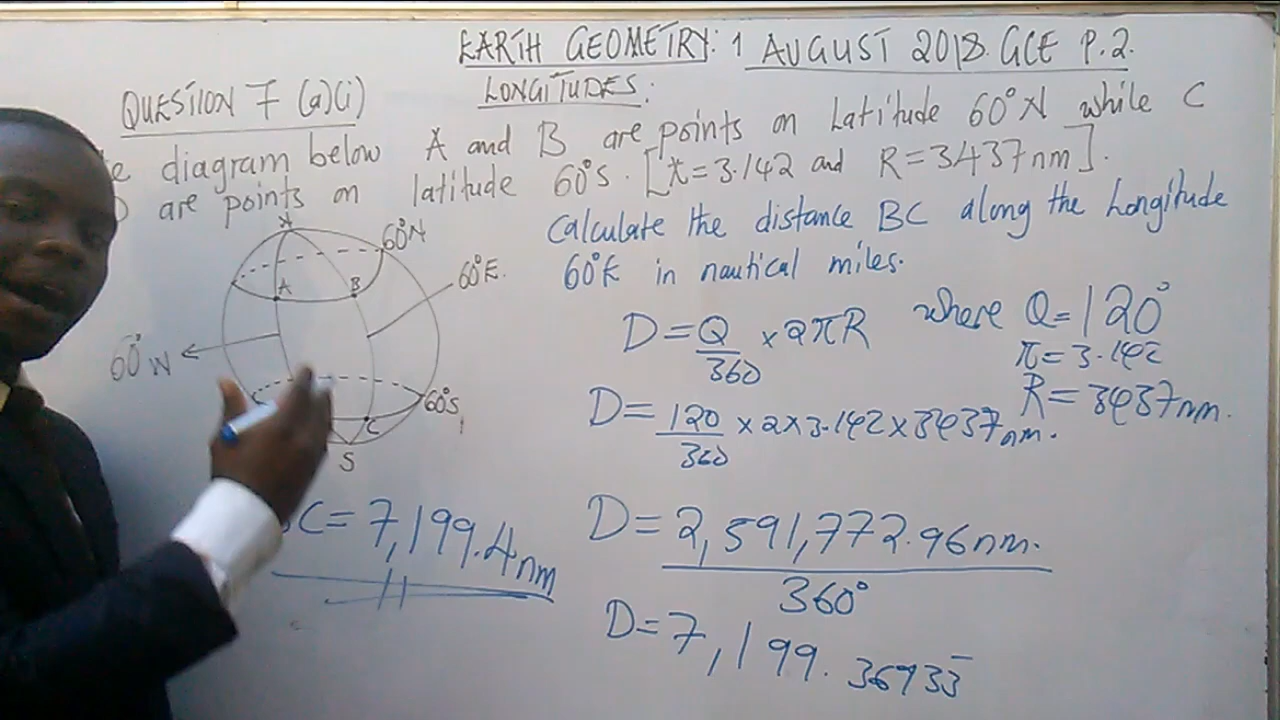 EARTH GEOMETRY: 1 AUGUST 2018 GCE P.2.
LONGITUDES:
QUESTION 7 (a)(i)
e diagram below A and B are points on Latitude 60°N while C
D are points on latitude 60°S. [π=3.142 and R=3437nm].
Calculate the distance BC along the Longitude
60°E in nautical miles.
60°N
60°E.
A
B
60°W
60°S
C
S
D = Q/360 × 2πR where Q=120°
π=3.142
R=3437nm.
D = 120/360 × 2×3.142×3437nm.
BC = 7,199.4nm
D = 2,591,772.96nm.
360°
D = 7,199.36933